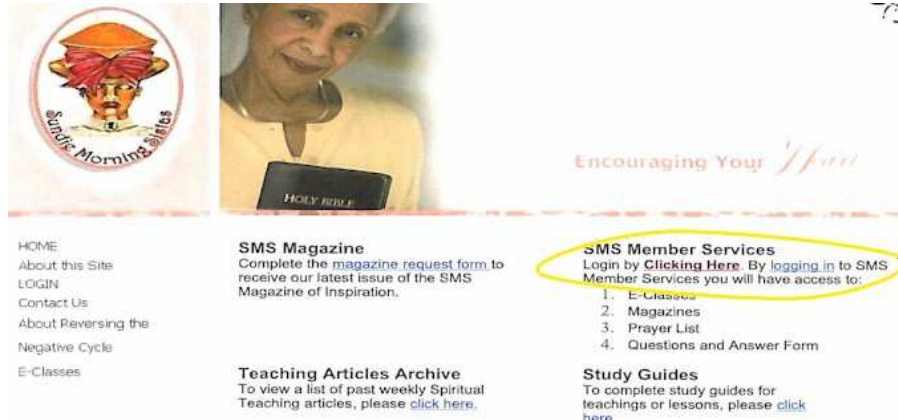 Sundie Morning Sistas
HOLY BIBLE
Encouraging Your
HOME
About this Site
LOGIN
Contact Us
About Reversing the
Negative Cycle
E-Classes
SMS Magazine
Complete the magazine request form to
receive our latest issue of the SMS
Magazine of Inspiration.
Teaching Articles Archive
To view a list of past weekly Spiritual
Teaching articles, please click here.
SMS Member Services
Login by Clicking Here. By logging in to SMS
Member Services you will have access to:
1. E-Classes
2. Magazines
3. Prayer List
4. Questions and Answer Form
Study Guides
To complete study guides for
teachings or lessons, please click
here.